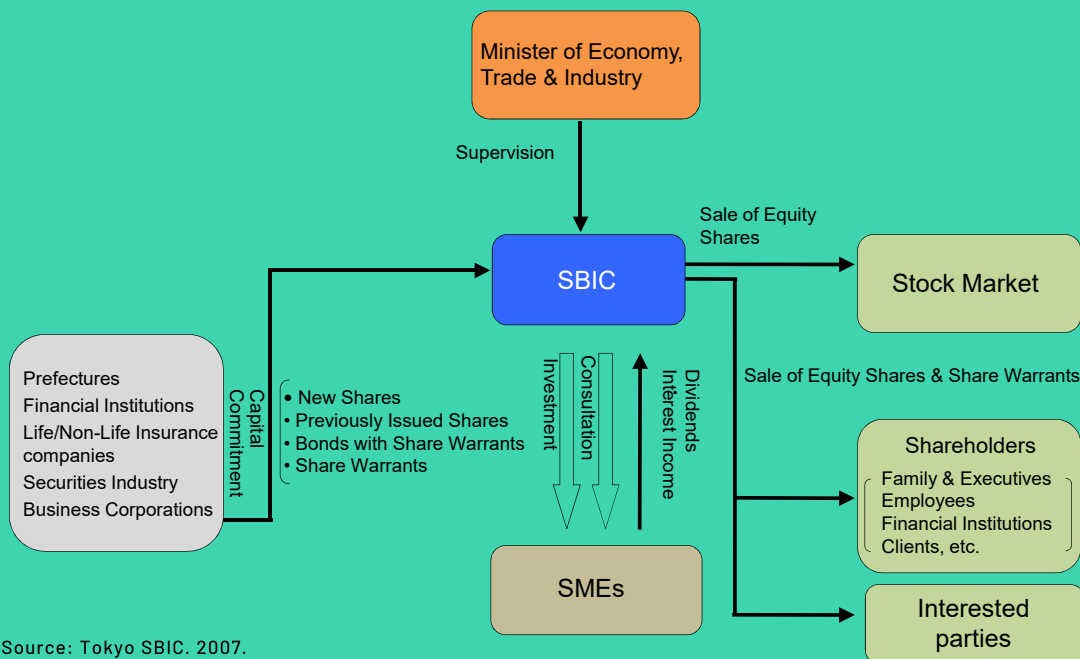 Minister of Economy,
Trade & Industry
Supervision
Sale of Equity
Shares
SBIC
Stock Market
Prefectures
Financial Institutions
Life/Non-Life Insurance
companies
Securities Industry
Business Corporations
Capital
Commitment
• New Shares
• Previously Issued Shares
• Bonds with Share Warrants
• Share Warrants
Investment
Consultation
Dividends
Interest Income
Sale of Equity Shares & Share Warrants
Shareholders
Family & Executives
Employees
Financial Institutions
Clients, etc.
SMEs
Interested
parties
Source: Tokyo SBIC. 2007.